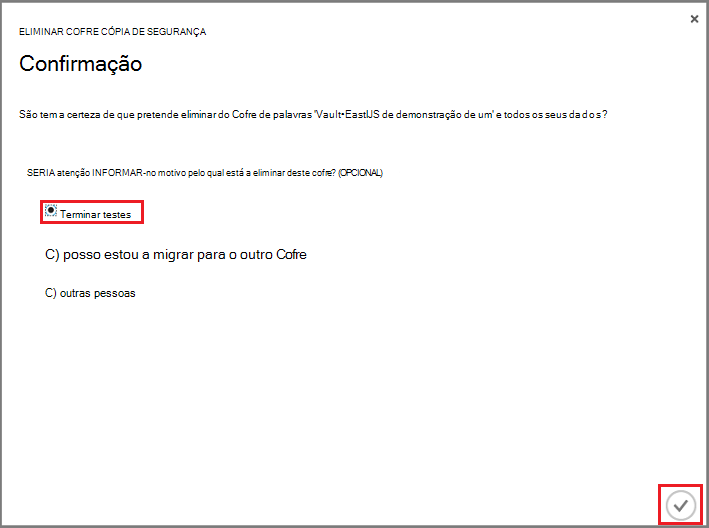 ELIMINAR COFRE CÓPIA DE SEGURANÇA
Confirmação
São tem a certeza de que pretende eliminar do Cofre de palavras 'Vault•EastIJS de demonstração de um' e todos os seus dados?
SERIA atenção INFORMAR-no motivo pelo qual está a eliminar deste cofre? (OPCIONAL)
Terminar testes
C) posso estou a migrar para o outro Cofre
C) outras pessoas